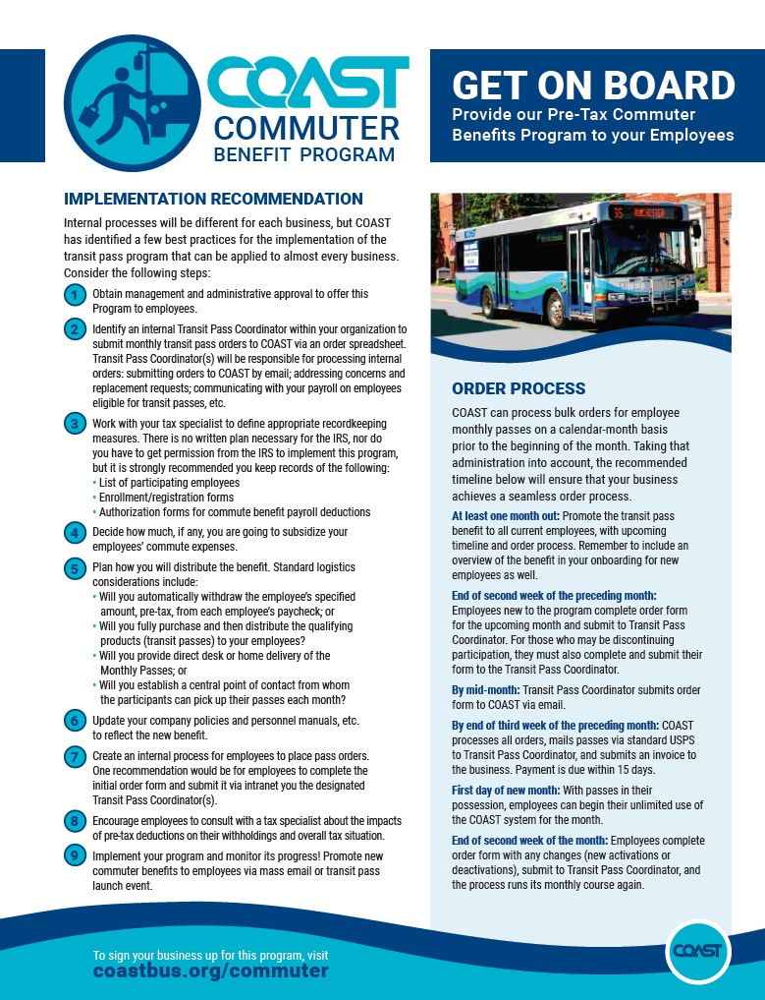 COAST
COMMUTER
BENEFIT PROGRAM
GET ON BOARD
Provide our Pre-Tax Commuter
Benefits Program to your Employees
IMPLEMENTATION RECOMMENDATION
Internal processes will be different for each business, but COAST
has identified a few best practices for the implementation of the
transit pass program that can be applied to almost every business.
Consider the following steps:
1 Obtain management and administrative approval to offer this
Program to employees.
2 Identify an internal Transit Pass Coordinator within your organization to
submit monthly transit pass orders to COAST via an order spreadsheet.
Transit Pass Coordinator(s) will be responsible for processing internal
orders: submitting orders to COAST by email; addressing concerns and
replacement requests; communicating with your payroll on employees
eligible for transit passes, etc.
3 Work with your tax specialist to define appropriate recordkeeping
measures. There is no written plan necessary for the IRS, nor do
you have to get permission from the IRS to implement this program,
but it is strongly recommended you keep records of the following:
• List of participating employees
• Enrollment/registration forms
• Authorization forms for commute benefit payroll deductions
4 Decide how much, if any, you are going to subsidize your
employees' commute expenses.
5 Plan how you will distribute the benefit. Standard logistics
considerations include:
• Will you automatically withdraw the employee's specified
amount, pre-tax, from each employee's paycheck; or
• Will you fully purchase and then distribute the qualifying
products (transit passes) to your employees?
• Will you provide direct desk or home delivery of the
Monthly Passes; or
• Will you establish a central point of contact from whom
the participants can pick up their passes each month?
6 Update your company policies and personnel manuals, etc.
to reflect the new benefit.
7 Create an internal process for employees to place pass orders.
One recommendation would be for employees to complete the
initial order form and submit it via intranet you the designated
Transit Pass Coordinator(s).
8 Encourage employees to consult with a tax specialist about the impacts
of pre-tax deductions on their withholdings and overall tax situation.
9 Implement your program and monitor its progress! Promote new
commuter benefits to employees via mass email or transit pass
launch event.
35 ROCHESTER
COAST
ORDER PROCESS
COAST can process bulk orders for employee
monthly passes on a calendar-month basis
prior to the beginning of the month. Taking that
administration into account, the recommended
timeline below will ensure that your business
achieves a seamless order process.
At least one month out: Promote the transit pass
benefit to all current employees, with upcoming
timeline and order process. Remember to include an
overview of the benefit in your onboarding for new
employees as well.
End of second week of the preceding month:
Employees new to the program complete order form
for the upcoming month and submit to Transit Pass
Coordinator. For those who may be discontinuing
participation, they must also complete and submit their
form to the Transit Pass Coordinator.
By mid-month: Transit Pass Coordinator submits order
form to COAST via email.
By end of third week of the preceding month: COAST
processes all orders, mails passes via standard USPS
to Transit Pass Coordinator, and submits an invoice to
the business. Payment is due within 15 days.
First day of new month: With passes in their
possession, employees can begin their unlimited use of
the COAST system for the month.
End of second week of the month: Employees complete
order form with any changes (new activations or
deactivations), submit to Transit Pass Coordinator, and
the process runs its monthly course again.
To sign your business up for this program, visit
coastbus.org/commuter
COAST